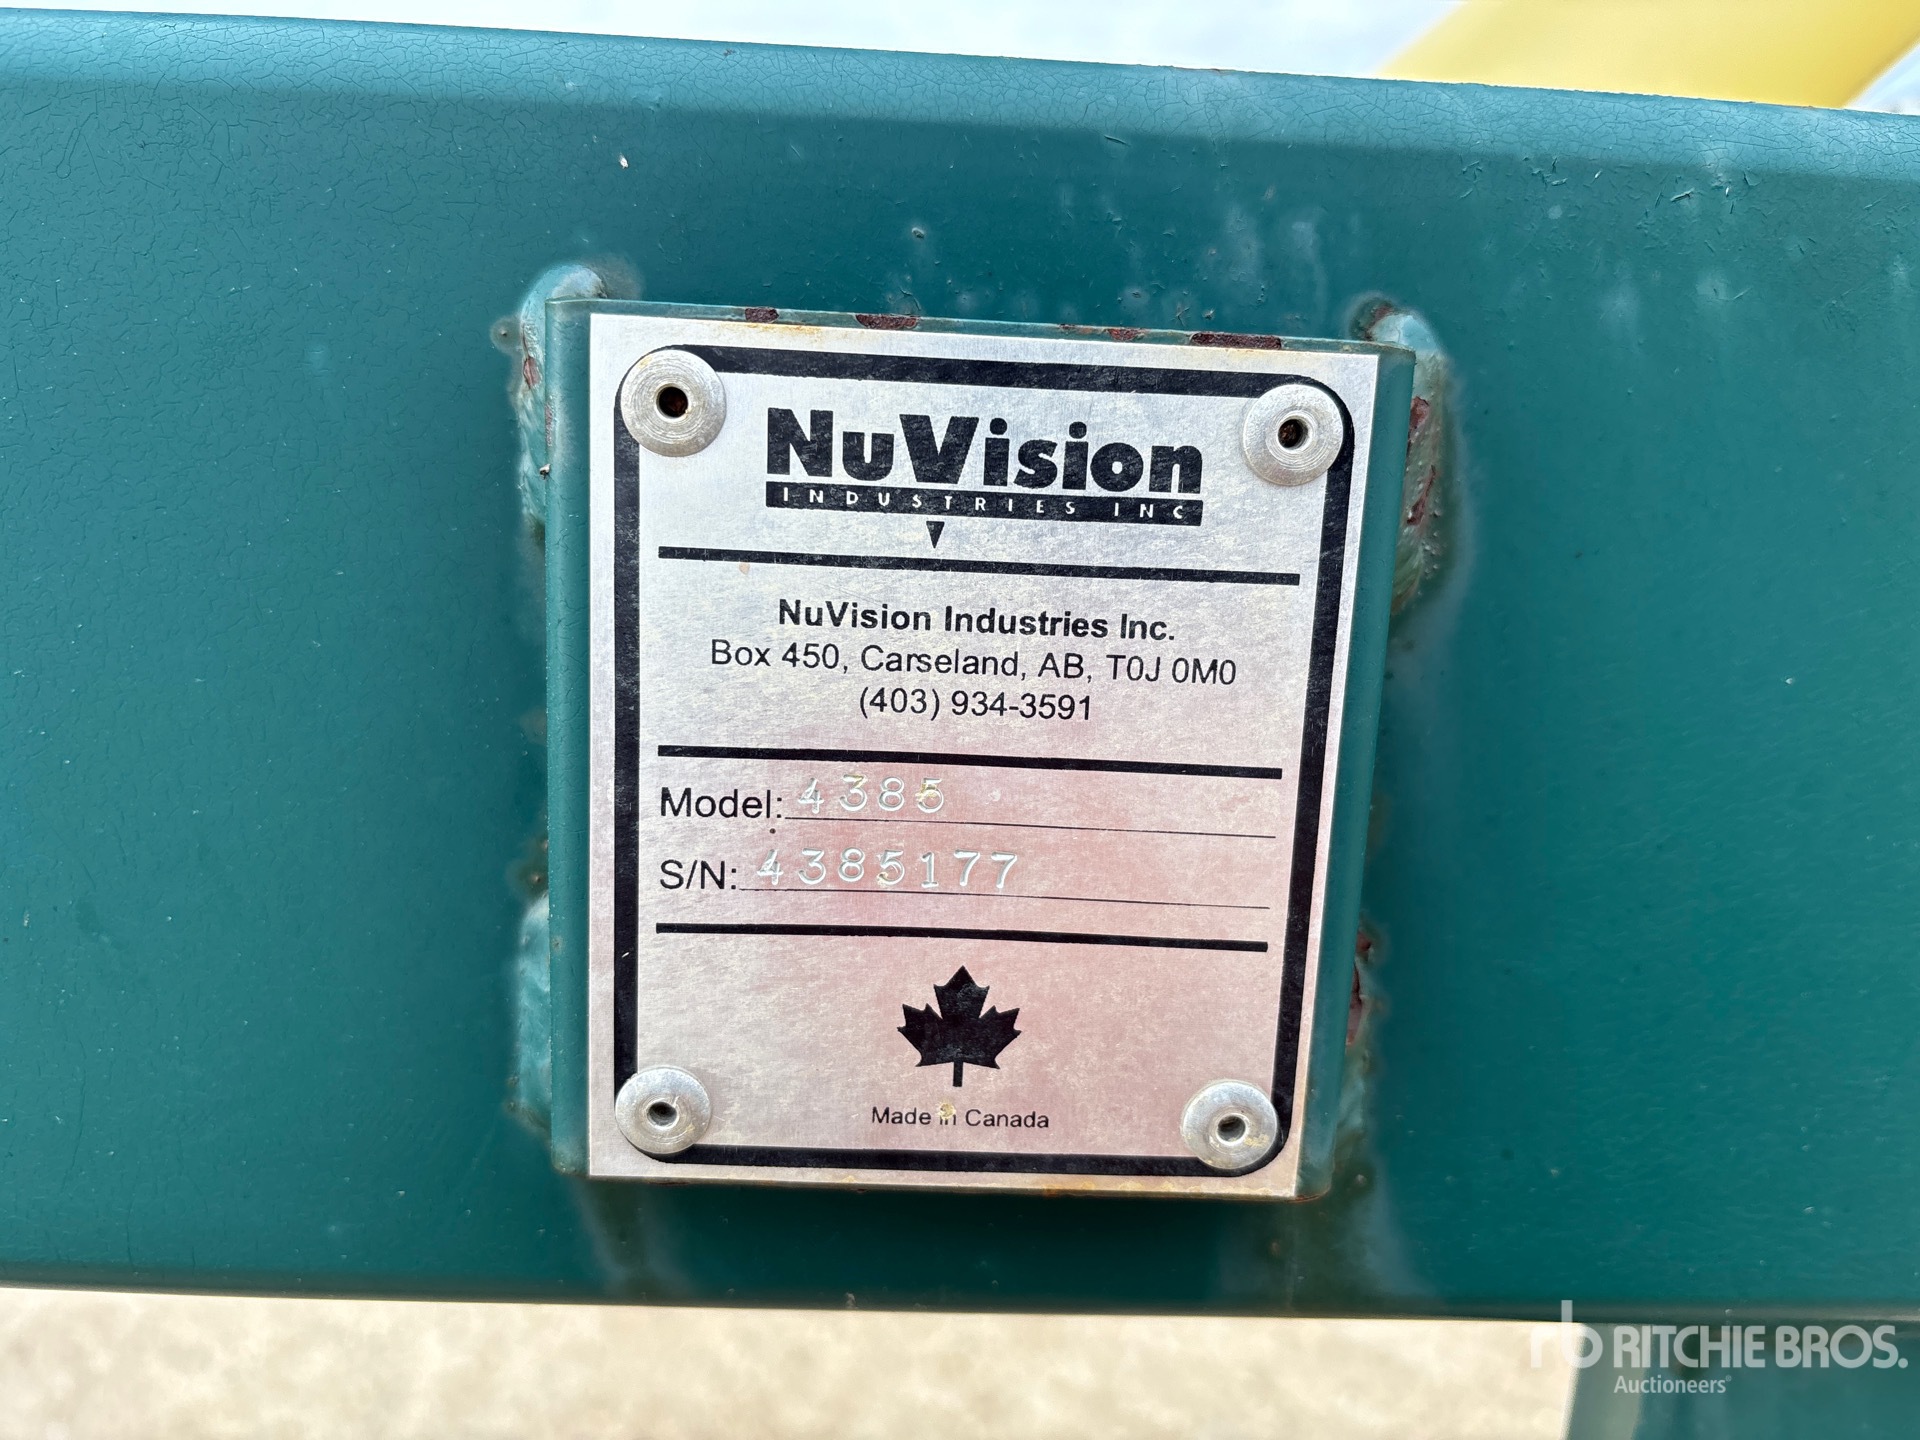 NuVision
INDUSTRIES INC
NuVision Industries Inc.
Box 450, Carseland, AB, T0J 0M0
(403) 934-3591
Model: 4385
S/N: 4385177
Made in Canada
rb RITCHIE BROS.
Auctioneers